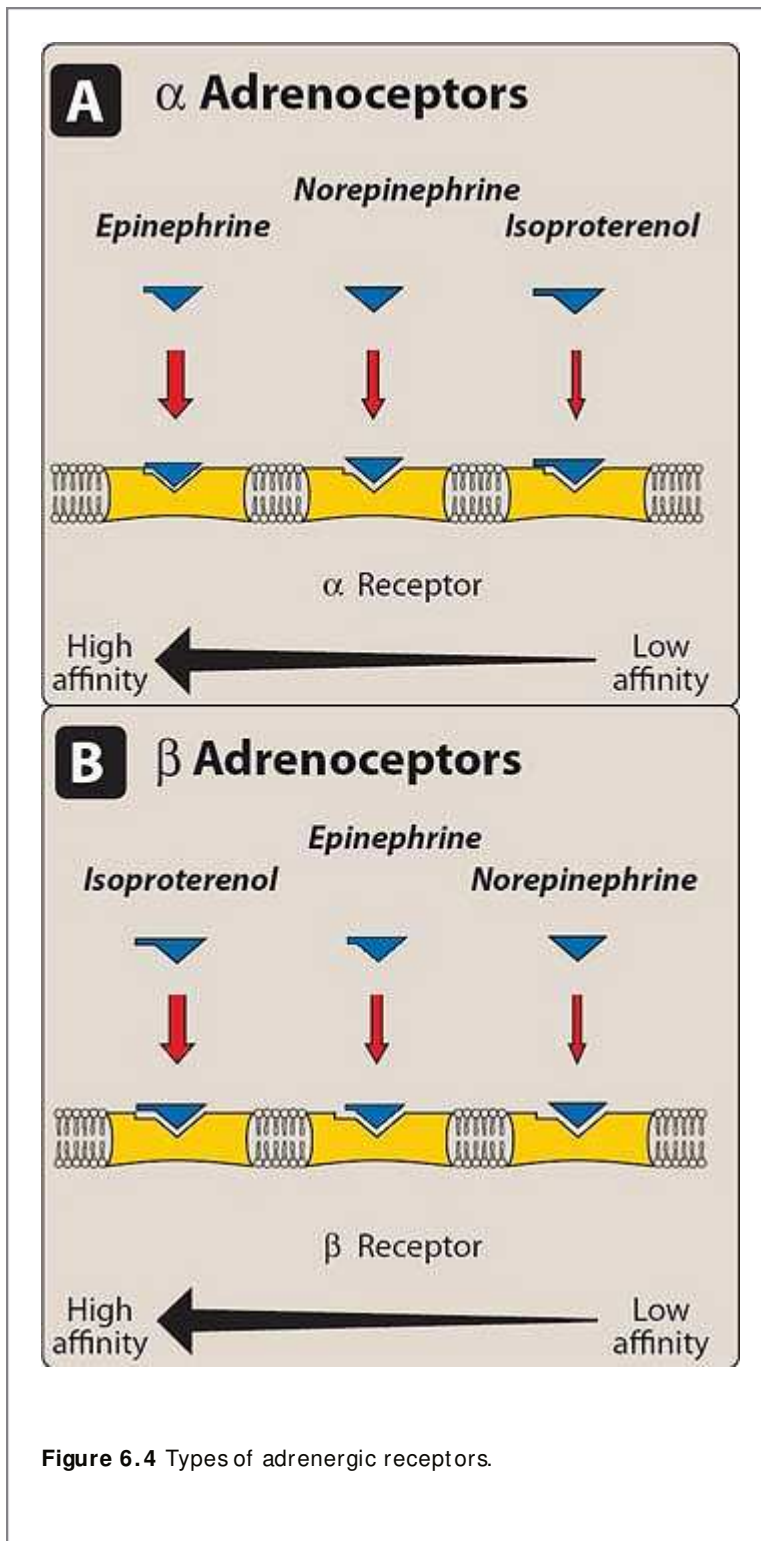 A α Adrenoceptors
Norepinephrine
Epinephrine Isoproterenol
α Receptor
High affinity
Low affinity
B β Adrenoceptors
Epinephrine
Isoproterenol Norepinephrine
β Receptor
High affinity
Low affinity
Figure 6.4 Types of adrenergic receptors.